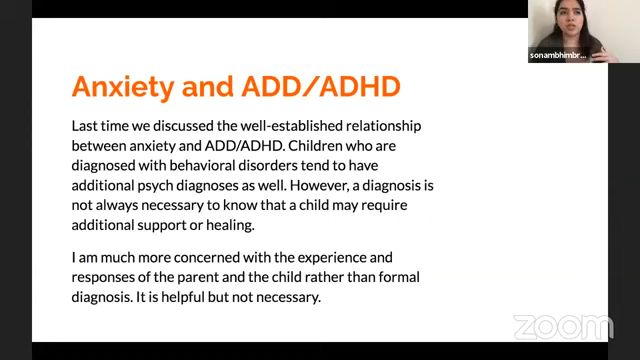 sonambhimbr...
Anxiety and ADD/ADHD
Last time we discussed the well-established relationship
between anxiety and ADD/ADHD. Children who are
diagnosed with behavioral disorders tend to have
additional psych diagnoses as well. However, a diagnosis is
not always necessary to know that a child may require
additional support or healing.
I am much more concerned with the experience and
responses of the parent and the child rather than formal
diagnosis. It is helpful but not necessary.
zoom